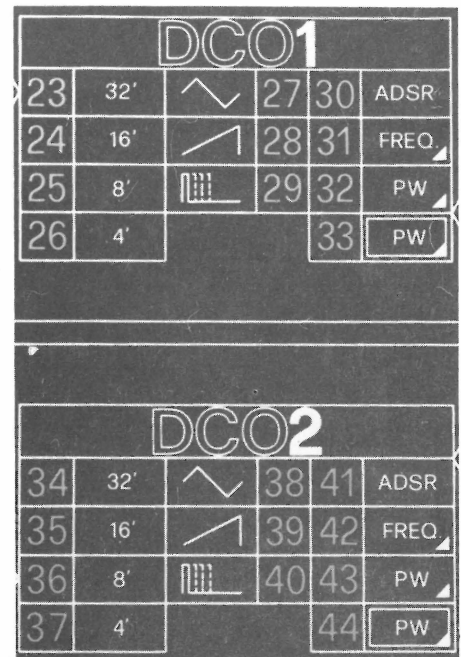 DCO1
23 32' 27 30 ADSR
24 16' 28 31 FREQ.
25 8' 29 32 PW
26 4' 33 PW
DCO2
34 32' 38 41 ADSR
35 16' 39 42 FREQ.
36 8' 40 43 PW
37 4' 44 PW